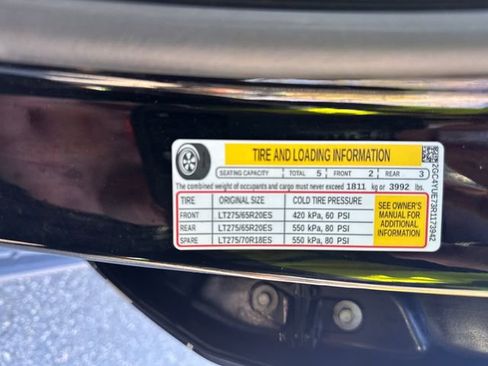 TIRE AND LOADING INFORMATION
SEATING CAPACITY TOTAL 5 FRONT 2 REAR 3
The combined weight of occupants and cargo must never exceed 1811 kg or 3992 lbs.
TIRE ORIGINAL SIZE COLD TIRE PRESSURE
FRONT LT275/65R20ES 420 kPa, 60 PSI
REAR LT275/65R20ES 550 kPa, 80 PSI
SPARE LT275/70R18ES 550 kPa, 80 PSI
SEE OWNER'S
MANUAL FOR
ADDITIONAL
INFORMATION
2GC4YUE73R1173942